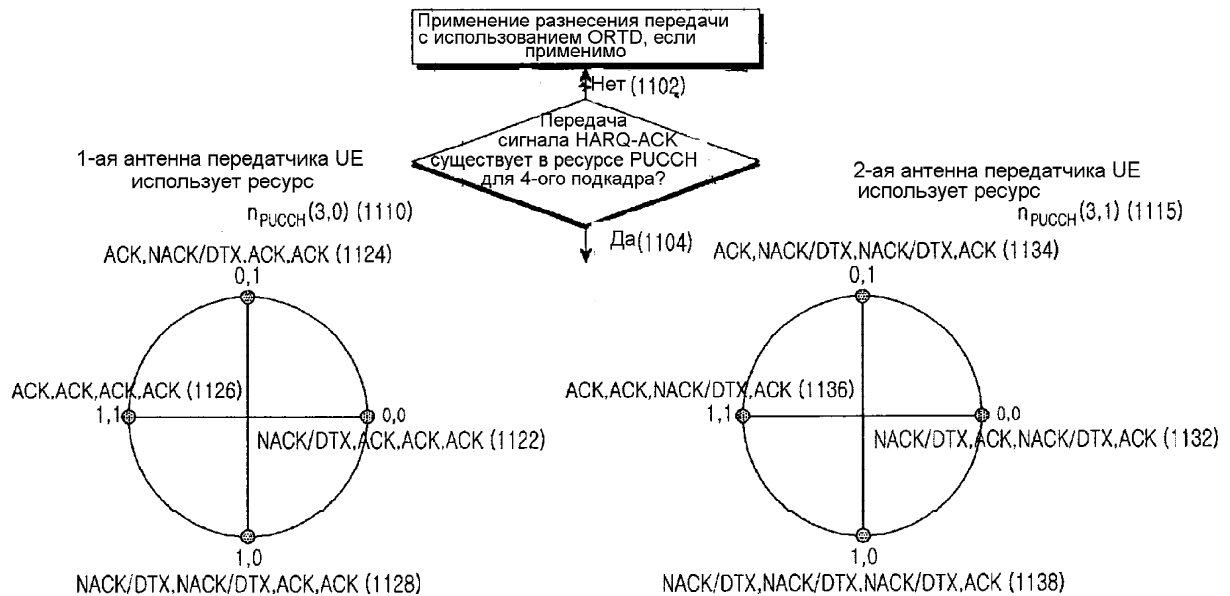 Применение разнесения передачи
с использованием ORTD, если
применимо
Нет (1102)
Передача
сигнала HARQ-ACK
существует в ресурсе PUCCH
для 4-ого подкадра?
Да(1104)
1-ая антенна передатчика UE
использует ресурс
nPUCCH(3,0) (1110)
ACK,NACK/DTX.ACK.ACK (1124)
0,1
ACK.ACK,ACK,ACK (1126)
1,1
0,0
NACK/DTX,ACK,ACK,ACK (1122)
1,0
NACK/DTX,NACK/DTX,ACK,ACK (1128)
2-ая антенна передатчика UE
использует ресурс
nPUCCH(3,1) (1115)
ACK,NACK/DTX,NACK/DTX,ACK (1134)
0,1
ACK,ACK,NACK/DTX,ACK (1136)
1,1
0,0
NACK/DTX,ACK,NACK/DTX,ACK (1132)
1,0
NACK/DTX,NACK/DTX,NACK/DTX,ACK (1138)